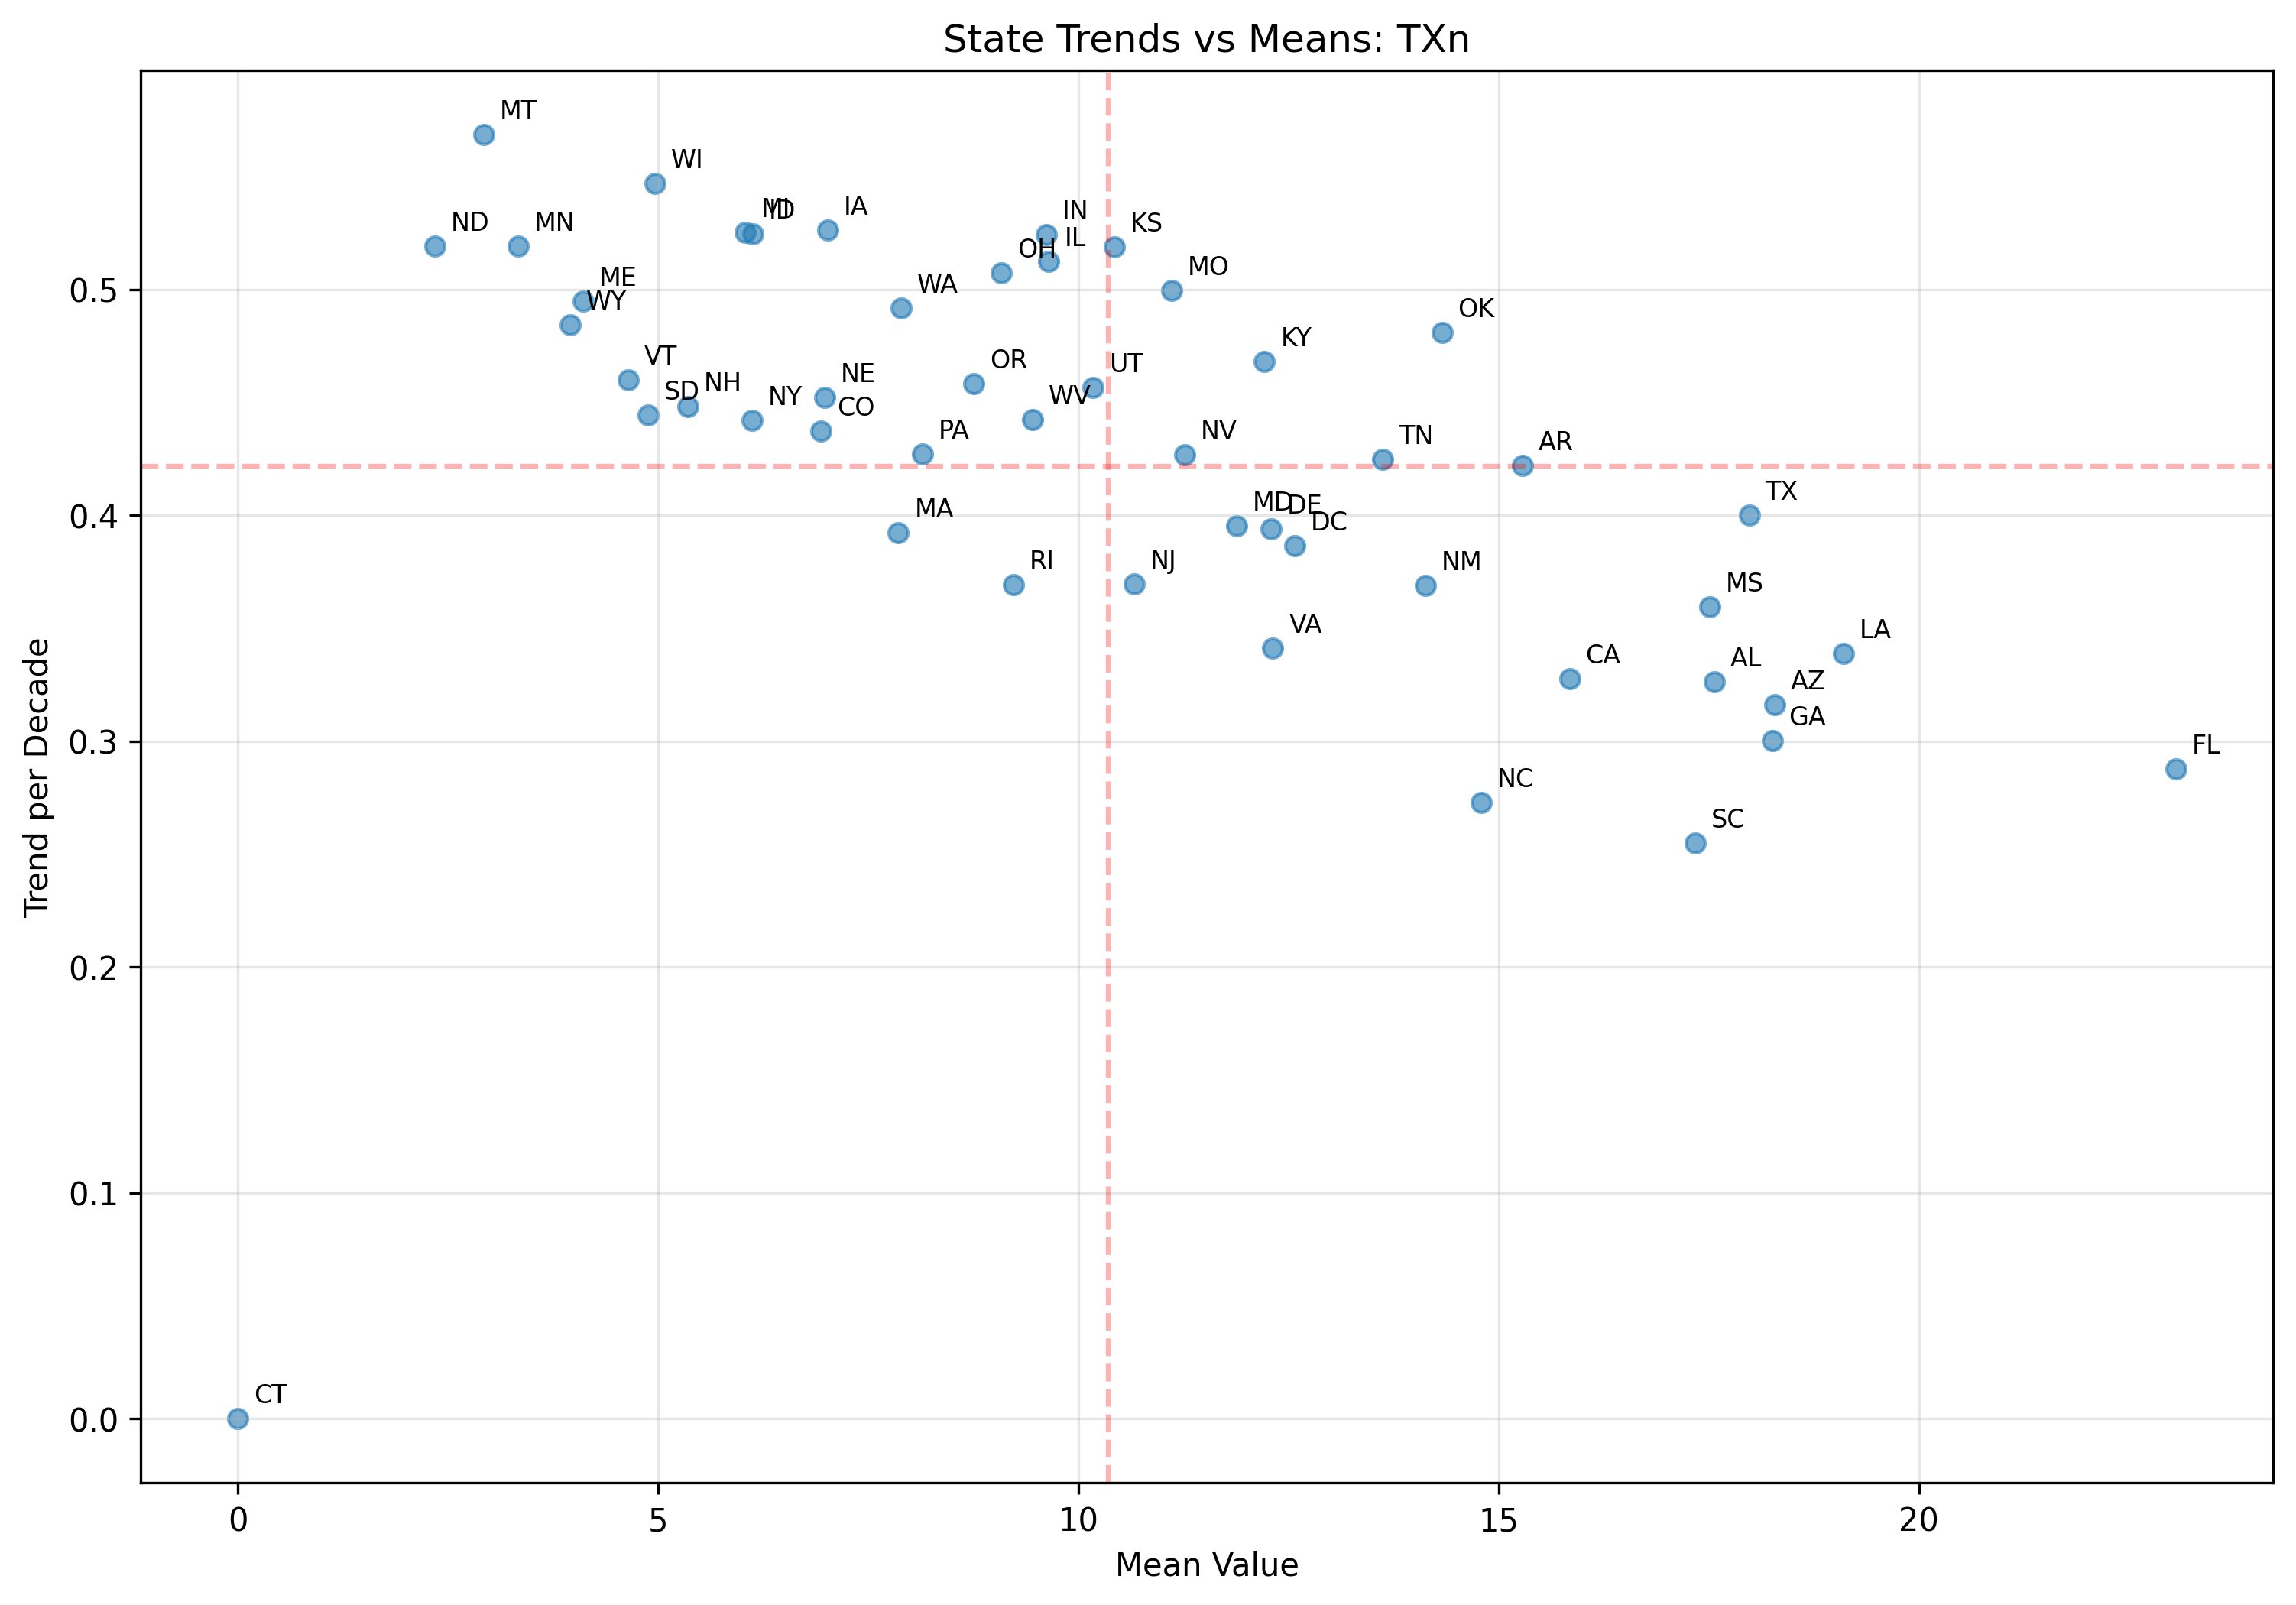 State Trends vs Means: TXn
MT
WI
ND
MN
MI
ID
IA
IN
IL
KS
OH
MO
ME
WY
WA
OK
KY
VT
SD
NH
NY
NE
CO
OR
UT
WV
PA
NV
TN
AR
MA
MD
DE
DC
TX
RI
NJ
NM
MS
VA
LA
CA
AL
AZ
GA
FL
NC
SC
CT
0.5
0.4
0.3
0.2
0.1
0.0
Trend per Decade
0
5
10
15
20
Mean Value